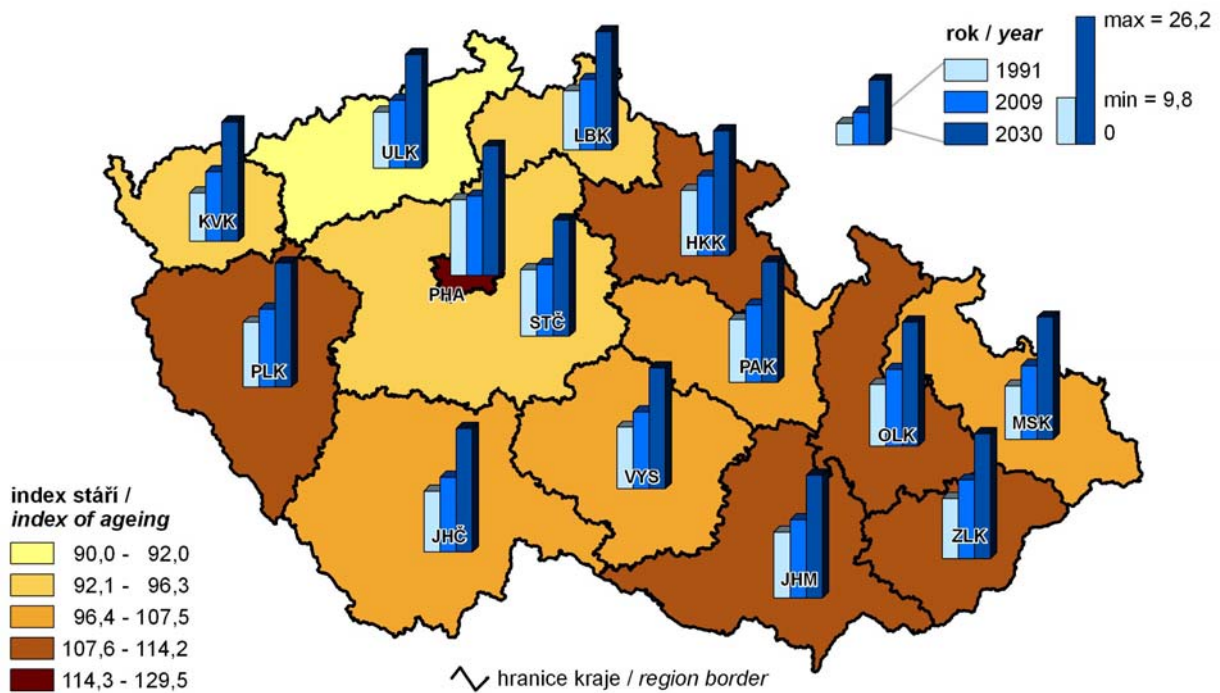 rok / year
1991
2009
2030
max = 26,2
min = 9,8
0
ULK
LBK
KVK
HKK
PHA
STČ
PLK
PAK
OLK
MSK
VYS
JHČ
ZLK
JHM
index stáří /
index of ageing
90,0 - 92,0
92,1 - 96,3
96,4 - 107,5
107,6 - 114,2
114,3 - 129,5
hranice kraje / region border